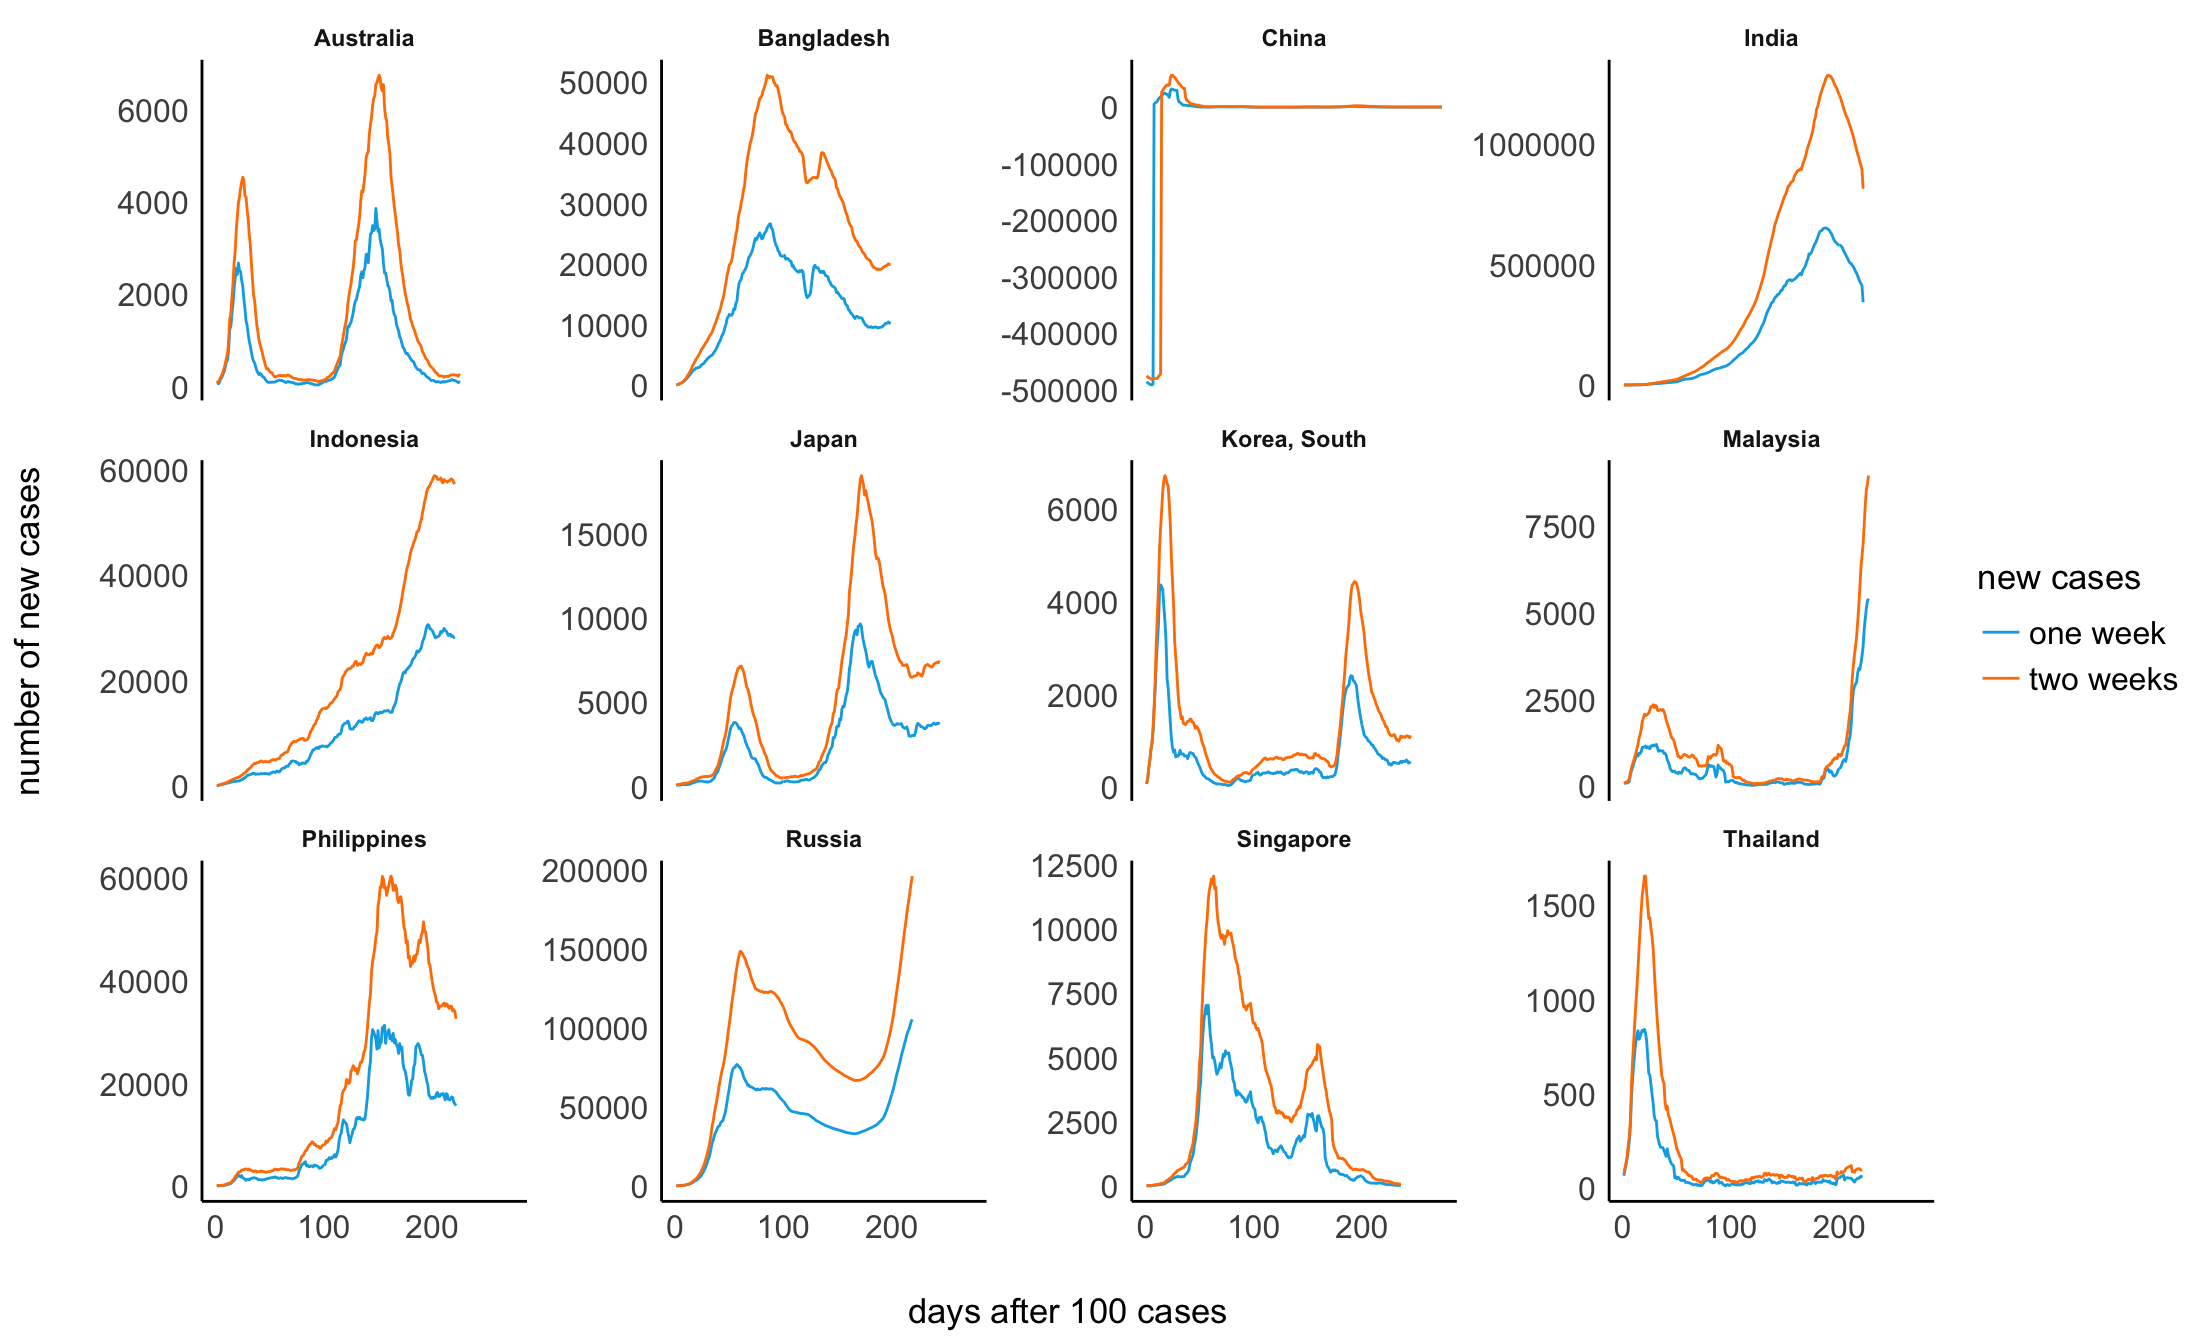 Australia
Bangladesh
China
India
6000
4000
2000
0
50000
40000
30000
20000
10000
0
0
-100000
-200000
-300000
-400000
-500000
1000000
500000
0
Indonesia
Japan
Korea, South
Malaysia
60000
40000
20000
0
15000
10000
5000
0
6000
4000
2000
0
7500
5000
2500
0
Philippines
Russia
Singapore
Thailand
60000
40000
20000
0
200000
150000
100000
50000
0
12500
10000
7500
5000
2500
0
1500
1000
500
0
0 100 200
0 100 200
0 100 200
0 100 200
days after 100 cases
number of new cases
new cases
one week
two weeks